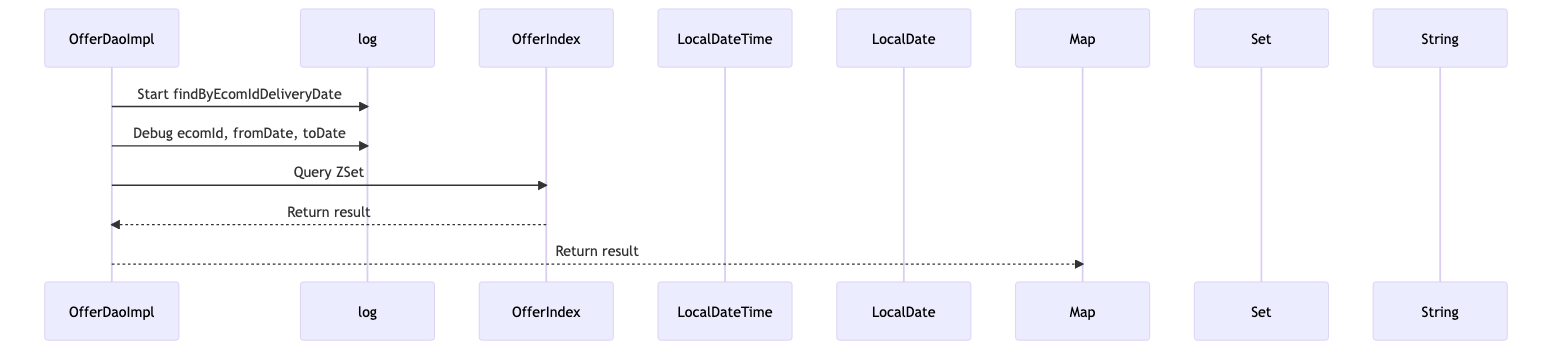 OfferDaoImpl
log
OfferIndex
LocalDateTime
LocalDate
Map
Set
String
Start findByEcomIdDeliveryDate
Debug ecomId, fromDate, toDate
Query ZSet
Return result
Return result
OfferDaoImpl
log
OfferIndex
LocalDateTime
LocalDate
Map
Set
String